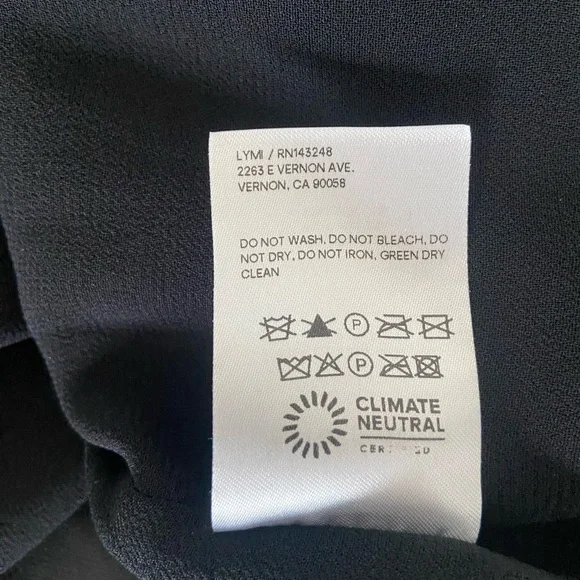 LYMI / RN143248
2263 E VERNON AVE.
VERNON, CA 90058
DO NOT WASH, DO NOT BLEACH, DO
NOT DRY, DO NOT IRON, GREEN DRY
CLEAN
P
P
CLIMATE
NEUTRAL
CERTIFIED